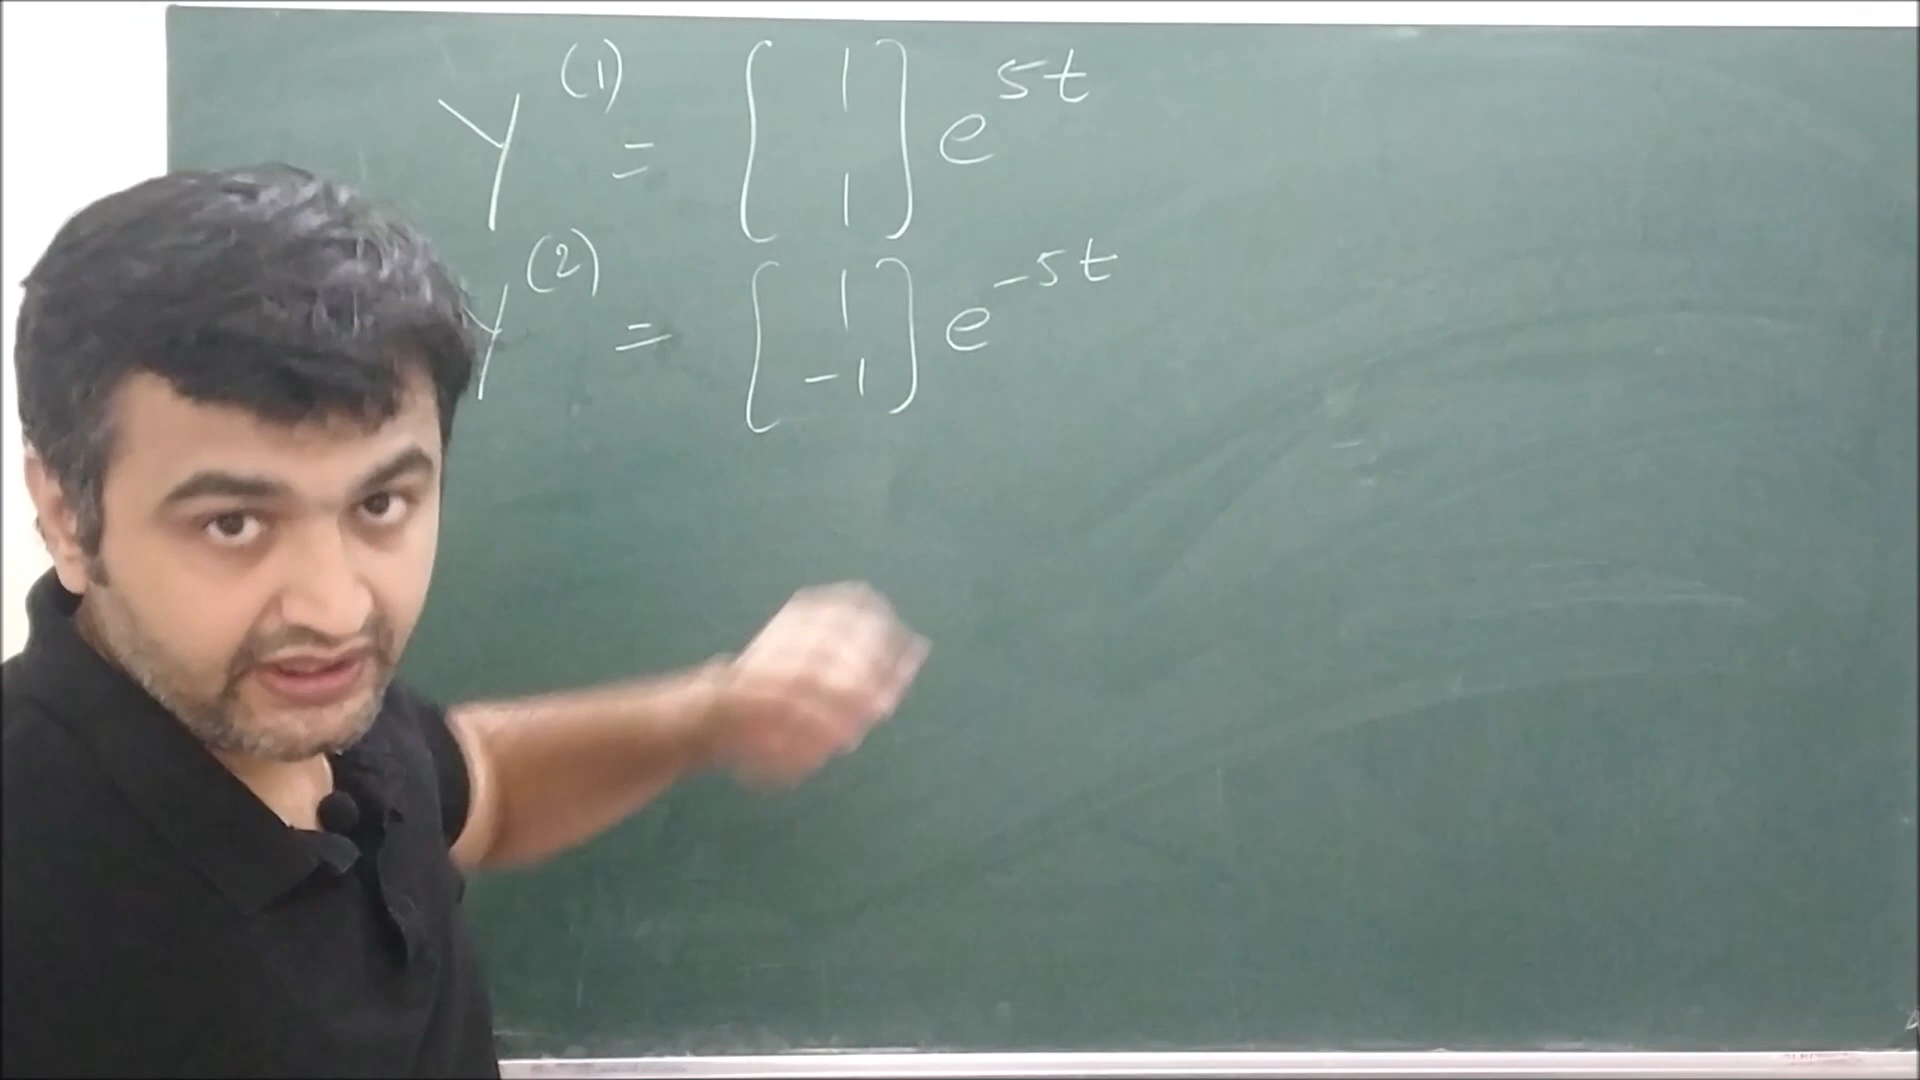 Y^(1) = [1 1] e^5t
Y^(2) = [1 -1] e^-5t